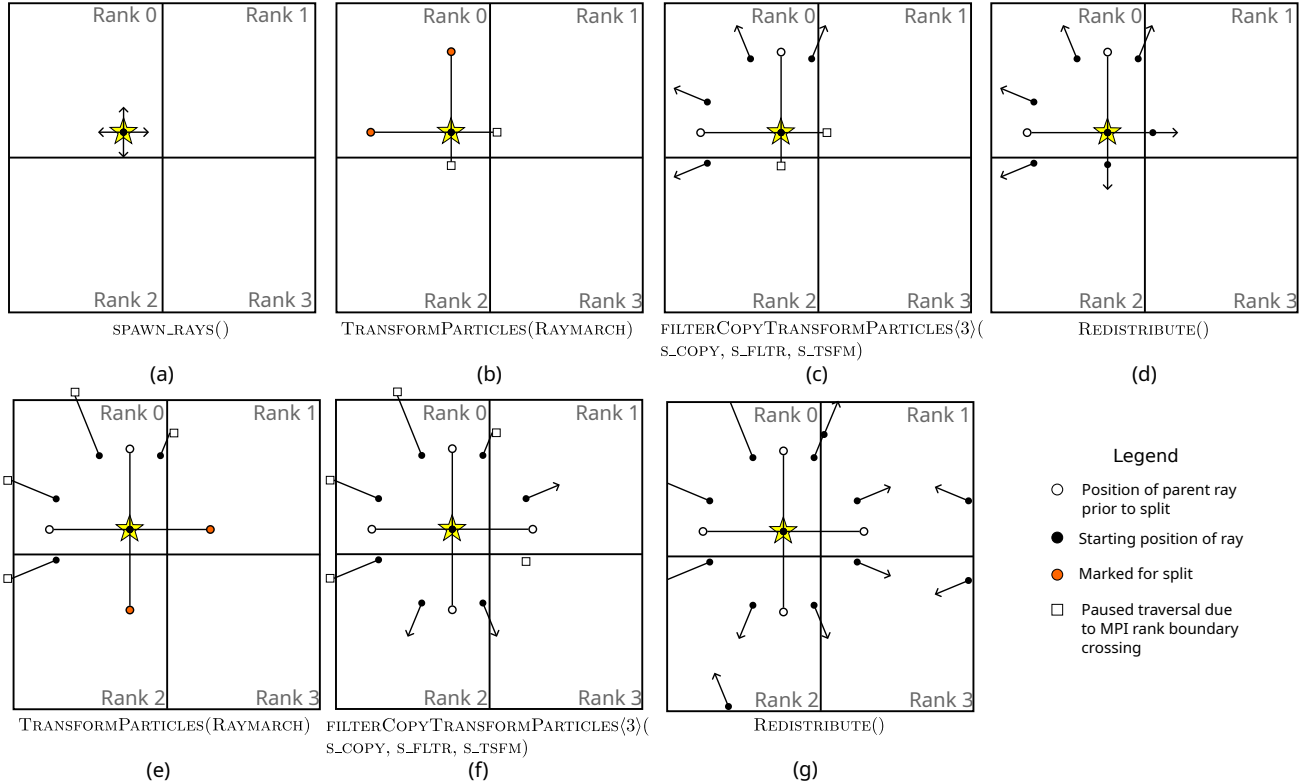 Rank 0
Rank 1
Rank 2
Rank 3
SPAWN_RAYS()
(a)
Rank 0
Rank 1
Rank 2
Rank 3
TRANSFORMPARTICLES(RAYMARCH)
(b)
Rank 0
Rank 1
Rank 2
Rank 3
FILTERCOPYTRANSFORMPARTICLES⟨3⟩(
S_COPY, S_FLTR, S_TSFM)
(c)
Rank 0
Rank 1
Rank 2
Rank 3
REDISTRIBUTE()
(d)
Rank 0
Rank 1
Rank 2
Rank 3
TRANSFORMPARTICLES(RAYMARCH)
(e)
Rank 0
Rank 1
Rank 2
Rank 3
FILTERCOPYTRANSFORMPARTICLES⟨3⟩(
S_COPY, S_FLTR, S_TSFM)
(f)
Rank 0
Rank 1
Rank 2
Rank 3
REDISTRIBUTE()
(g)
Legend
Position of parent ray
prior to split
Starting position of ray
Marked for split
Paused traversal due
to MPI rank boundary
crossing